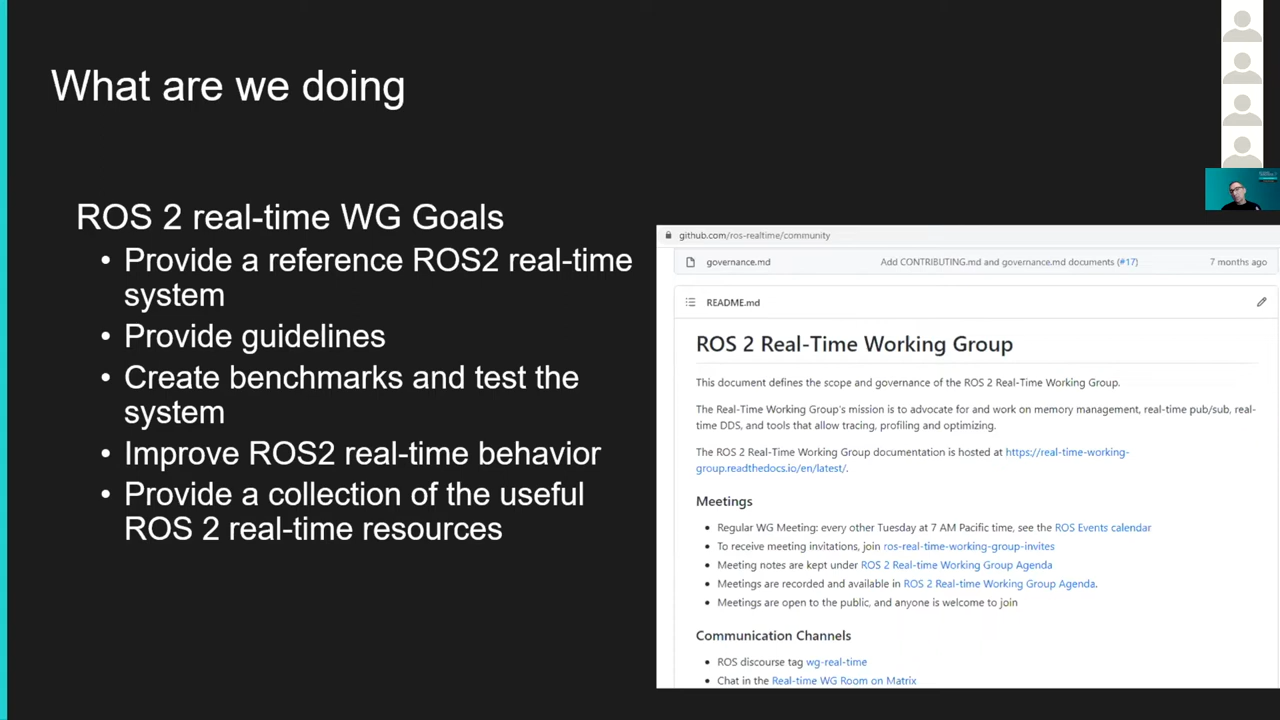 What are we doing
ROS 2 real-time WG Goals
• Provide a reference ROS2 real-time
system
• Provide guidelines
• Create benchmarks and test the
system
• Improve ROS2 real-time behavior
• Provide a collection of the useful
ROS 2 real-time resources
github.com/ros-realtime/community
governance.md Add CONTRIBUTING.md and governance.md documents (#17) 7 months ago
README.md
ROS 2 Real-Time Working Group
This document defines the scope and governance of the ROS 2 Real-Time Working Group.
The Real-Time Working Group's mission is to advocate for and work on memory management, real-time pub/sub, real-
time DDS, and tools that allow tracing, profiling and optimizing.
The ROS 2 Real-Time Working Group documentation is hosted at https://real-time-working-
group.readthedocs.io/en/latest/.
Meetings
• Regular WG Meeting: every other Tuesday at 7 AM Pacific time, see the ROS Events calendar
• To receive meeting invitations, join ros-real-time-working-group-invites
• Meeting notes are kept under ROS 2 Real-time Working Group Agenda
• Meetings are recorded and available in ROS 2 Real-time Working Group Agenda.
• Meetings are open to the public, and anyone is welcome to join
Communication Channels
• ROS discourse tag wg-real-time
• Chat in the Real-time WG Room on Matrix